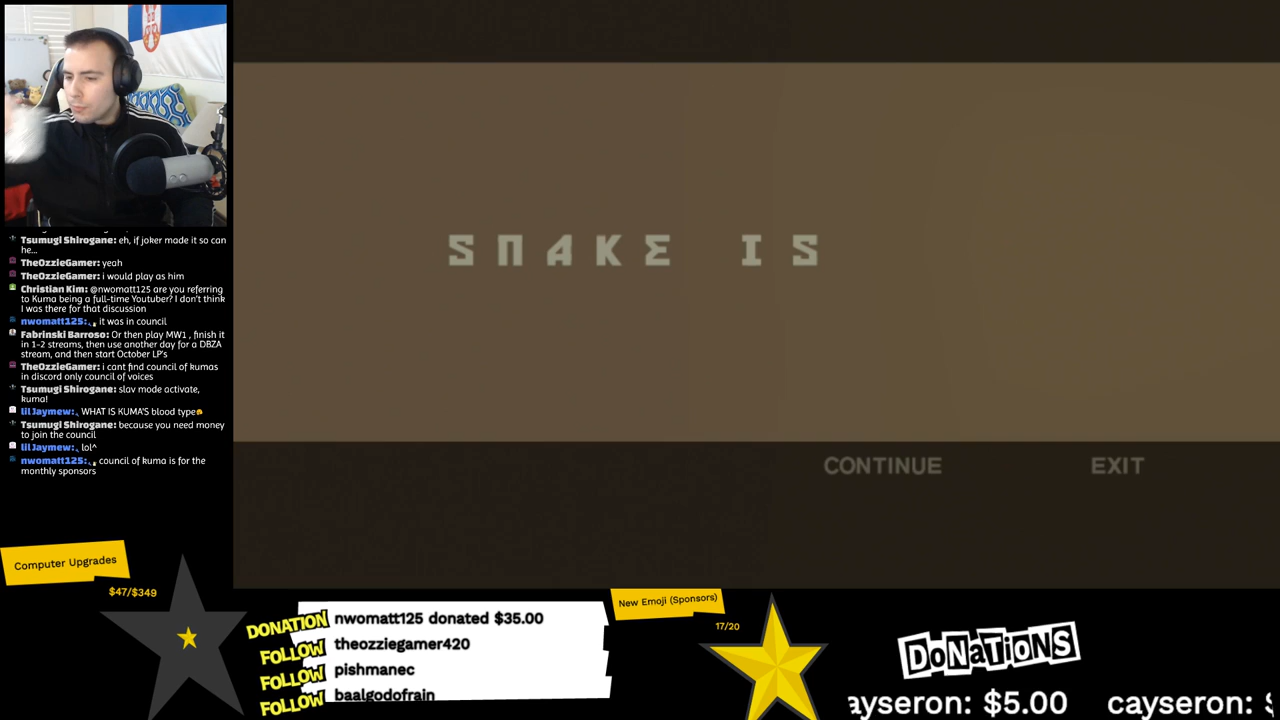 SNAKE IS
CONTINUE
EXIT
Tsumugi Shirogane: eh, if joker made it so can
he...
TheOzzieGamer: yeah
TheOzzieGamer: i would play as him
Christian Kim: @nwomatt125 are you referring
to Kuma being a full-time Youtuber? I don't think
I was there for that discussion
nwomatt125: it was in council
Fabrinski Barroso: Or then play MW1 , finish it
in 1-2 streams, then use another day for a DBZA
stream, and then start October LP's
TheOzzieGamer: i cant find council of kumas
in discord only council of voices
Tsumugi Shirogane: slav mode activate,
kuma!
lil Jaymew: WHAT IS KUMA'S blood type
Tsumugi Shirogane: because you need money
to join the council
lil Jaymew: lol^
nwomatt125: council of kuma is for the
monthly sponsors
Computer Upgrades
$47/$349
DONATION nwomatt125 donated $35.00
FOLLOW theozziegamer420
FOLLOW pishmanec
FOLLOW baalgodofrain
New Emoji (Sponsors)
17/20
DONATIONS
ayseron: $5.00 cayseron: $